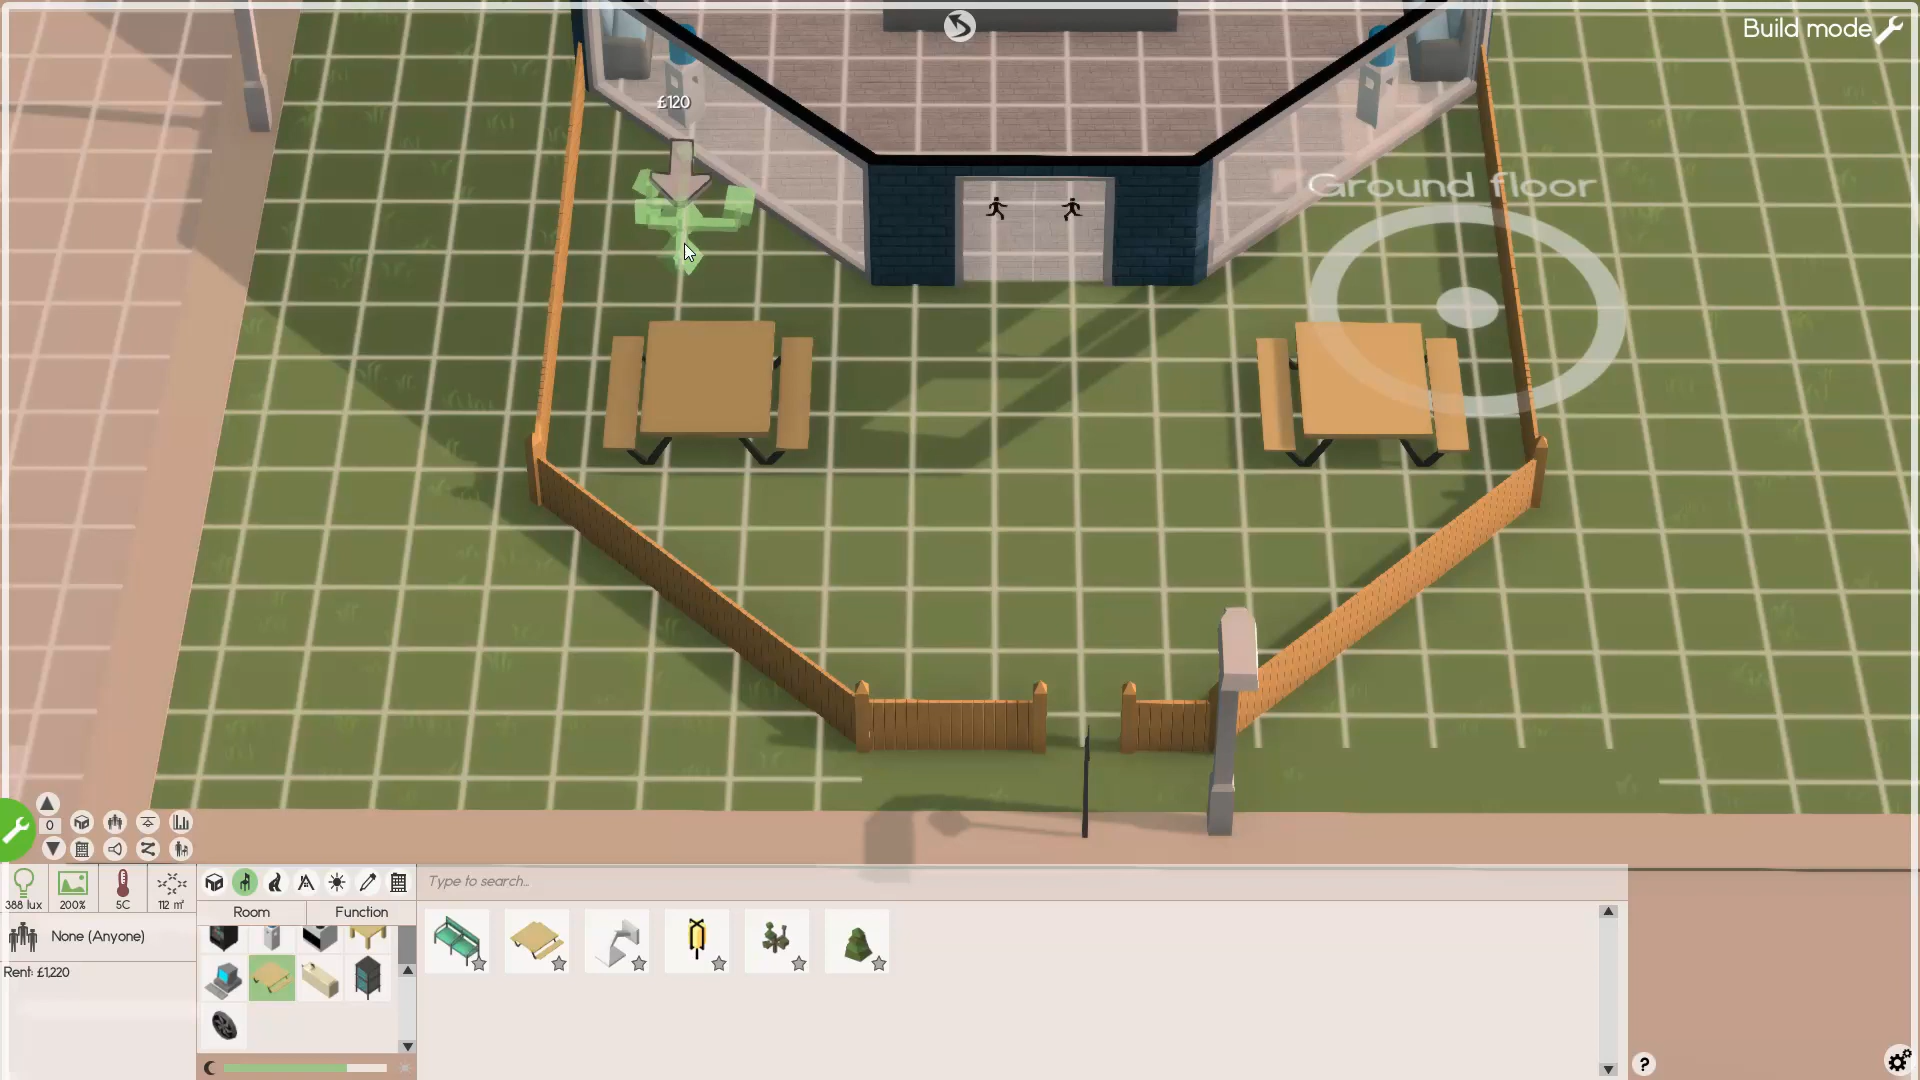 Build mode
£120
Ground floor
0
388 lux
200%
5C
112 m²
Type to search...
Room
Function
None (Anyone)
Rent: £1,220
?